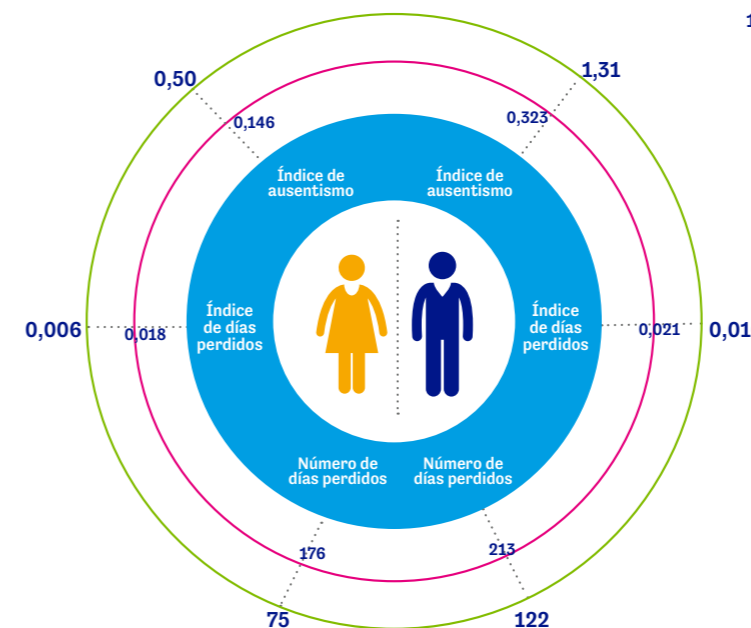 1
0,50
1,31
0,146
0,323
Índice de
ausentismo
Índice de
ausentismo
0,006
0,018
Índice
de días
perdidos
Índice
de días
perdidos
0,021
0,01
Número de
días perdidos
Número de
días perdidos
176
213
75
122